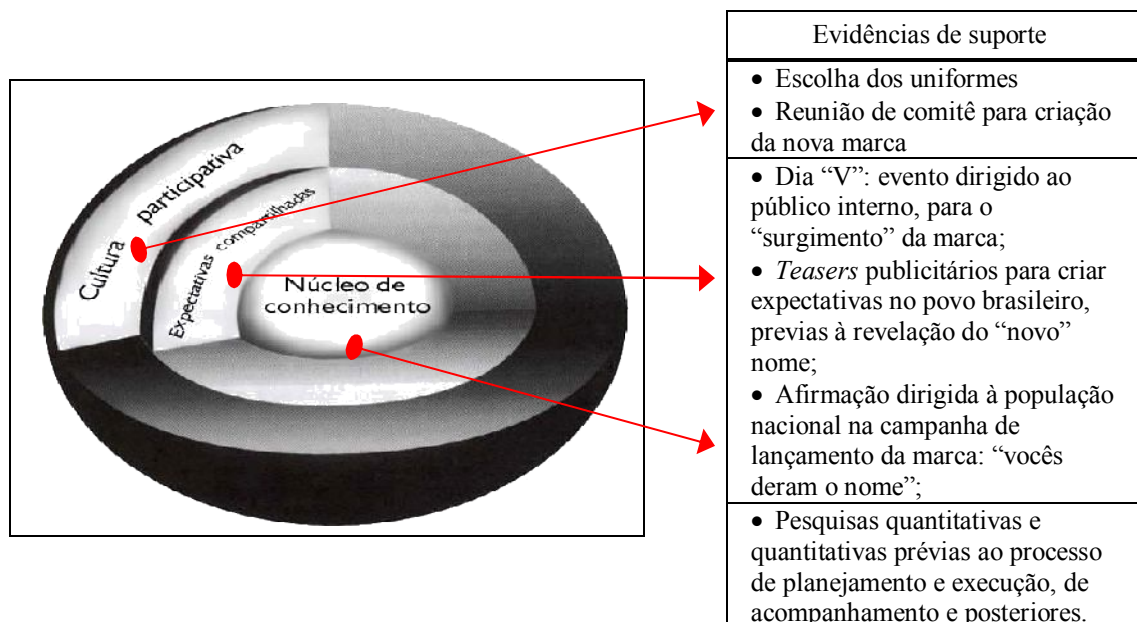 Cultura participativa
Expectativas compartilhadas
Núcleo de
conhecimento
Evidências de suporte
• Escolha dos uniformes
• Reunião de comitê para criação
da nova marca
• Dia “V”: evento dirigido ao
público interno, para o
“surgimento” da marca;
• Teasers publicitários para criar
expectativas no povo brasileiro,
previas à revelação do “novo”
nome;
• Afirmação dirigida à população
nacional na campanha de
lançamento da marca: “vocês
deram o nome”;
• Pesquisas quantitativas e
quantitativas prévias ao processo
de planejamento e execução, de
acompanhamento e posteriores.